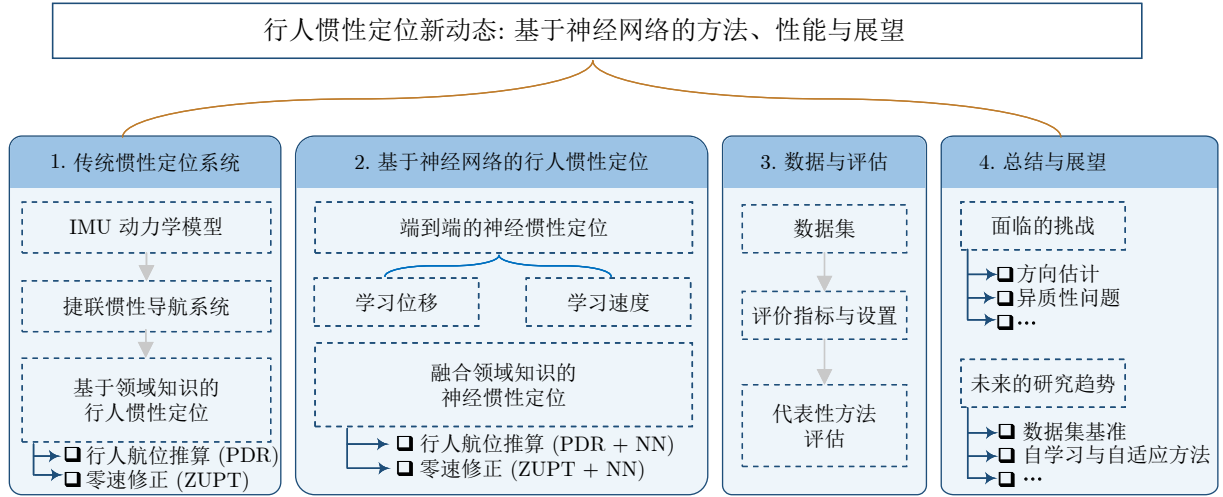 行人惯性定位新动态: 基于神经网络的方法、性能与展望
1. 传统惯性定位系统
IMU 动力学模型
捷联惯性导航系统
基于领域知识的
行人惯性定位
行人航位推算 (PDR)
零速修正 (ZUPT)
2. 基于神经网络的行人惯性定位
端到端的神经惯性定位
学习位移
学习速度
融合领域知识的
神经惯性定位
行人航位推算 (PDR + NN)
零速修正 (ZUPT + NN)
3. 数据与评估
数据集
评价指标与设置
代表性方法
评估
4. 总结与展望
面临的挑战
方向估计
异质性问题
...
未来的研究趋势
数据集基准
自学习与自适应方法
...